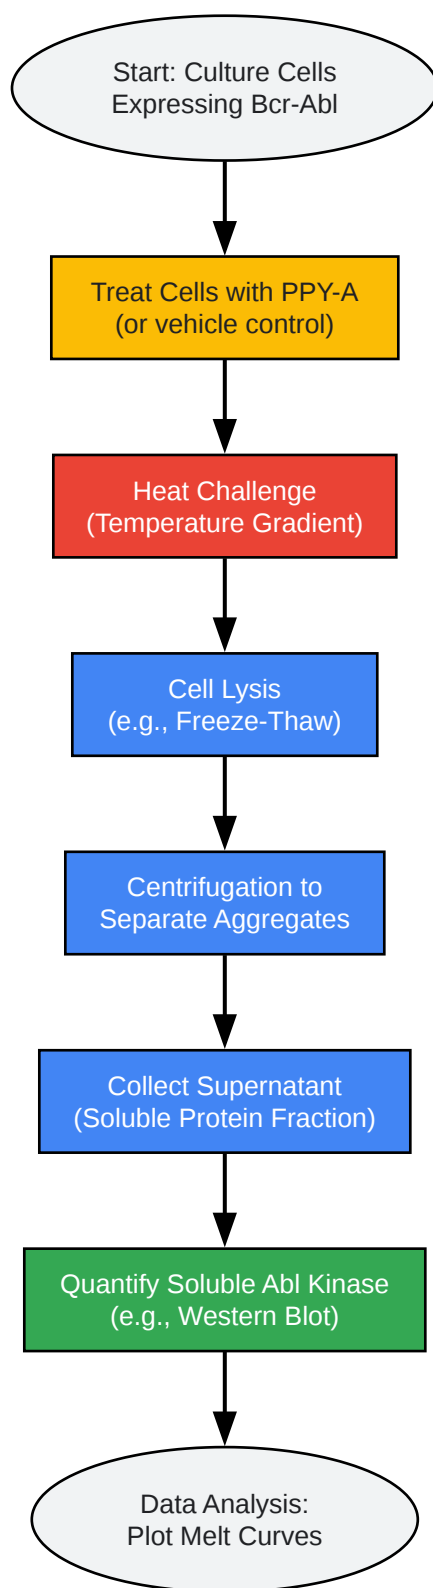 Start: Culture Cells
Expressing Bcr-Abl
Treat Cells with PPY-A
(or vehicle control)
Heat Challenge
(Temperature Gradient)
Cell Lysis
(e.g., Freeze-Thaw)
Centrifugation to
Separate Aggregates
Collect Supernatant
(Soluble Protein Fraction)
Quantify Soluble Abl Kinase
(e.g., Western Blot)
Data Analysis:
Plot Melt Curves